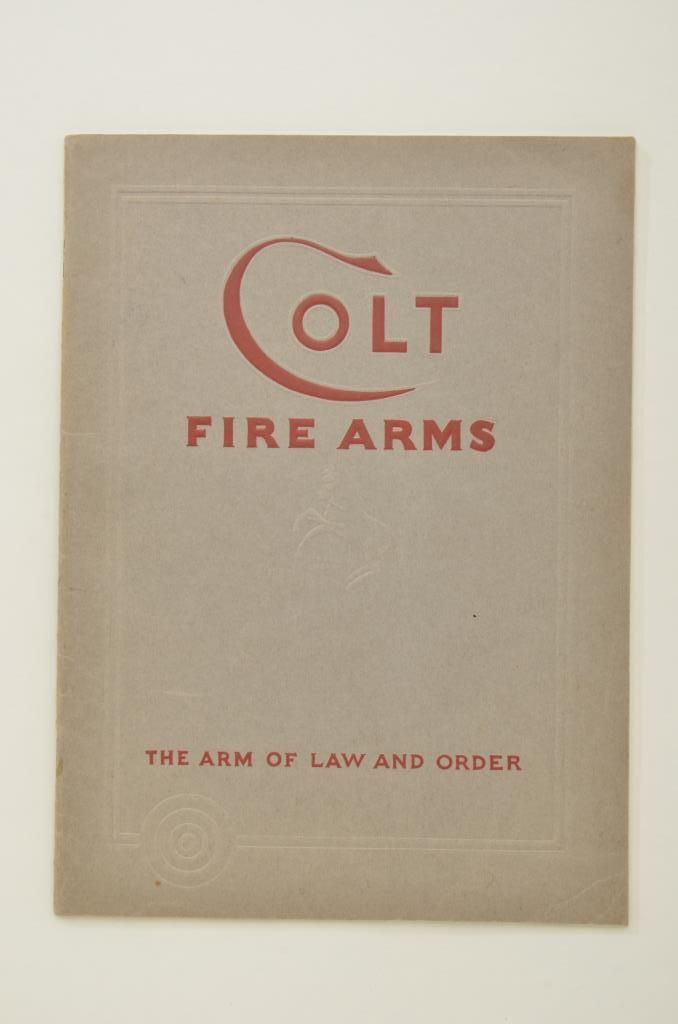 COLT
FIRE ARMS
THE ARM OF LAW AND ORDER